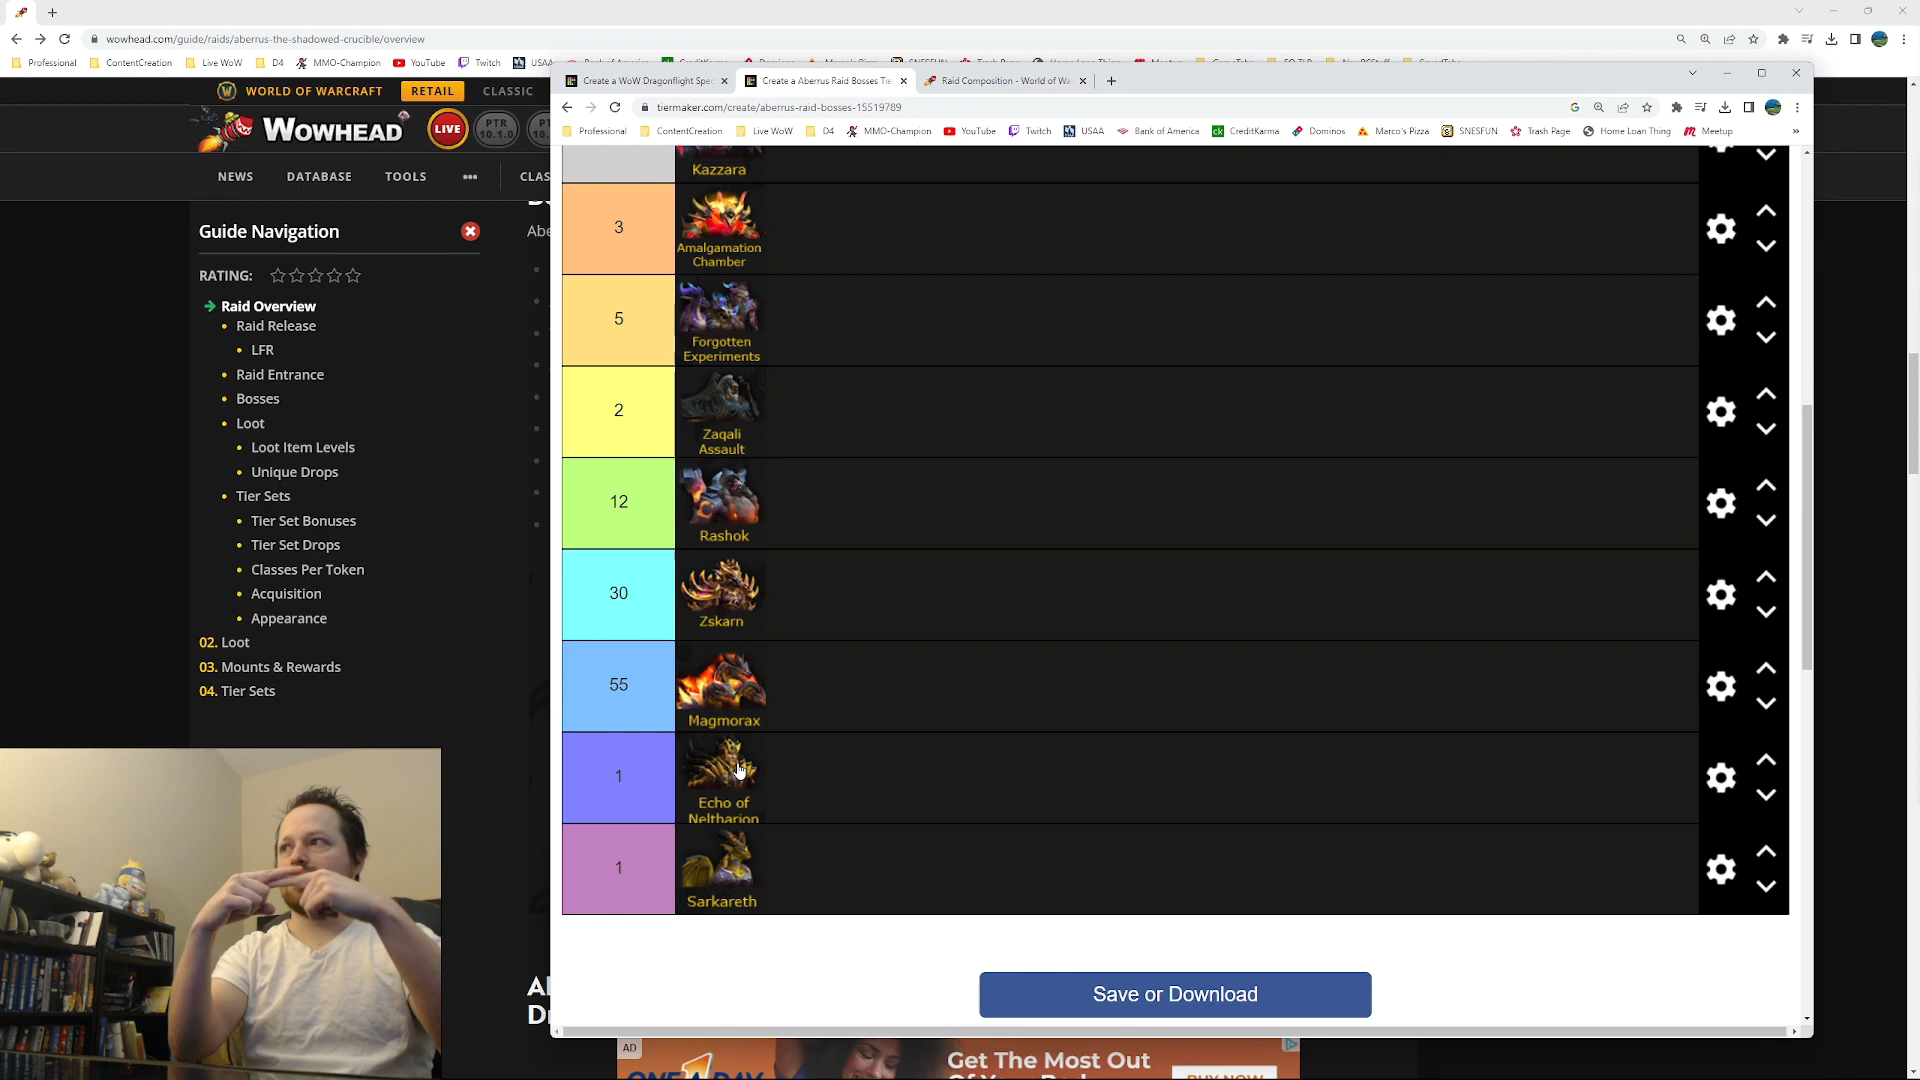 wowhead.com/guide/raids/aberrus-the-shadowed-crucible/overview
Professional
ContentCreation
Live WoW
D4
MMO-Champion
YouTube
Twitch
WORLD OF WARCRAFT
RETAIL
CLASSIC
WOWHEAD
LIVE
PTR
10.1.0
PTR
NEWS
DATABASE
TOOLS
•••
Guide Navigation
RATING:
Raid Overview
Raid Release
LFR
Raid Entrance
Bosses
Loot
Loot Item Levels
Unique Drops
Tier Sets
Tier Set Bonuses
Tier Set Drops
Classes Per Token
Acquisition
Appearance
02. Loot
03. Mounts & Rewards
04. Tier Sets
Create a WoW Dragonflight Spec
Create a Aberrus Raid Bosses Tie
Raid Composition - World of Wa
tiermaker.com/create/aberrus-raid-bosses-15519789
Professional
ContentCreation
Live WoW
D4
MMO-Champion
YouTube
Twitch
USAA
Bank of America
CreditKarma
Dominos
Marco's Pizza
SNESFUN
Trash Page
Home Loan Thing
Meetup
»
Kazzara
3
Amalgamation
Chamber
5
Forgotten
Experiments
2
Zaqali
Assault
12
Rashok
30
Zskarn
55
Magmorax
1
Echo of
Neltharion
1
Sarkareth
Save or Download
AD
Get The Most Out
BUY NOW
ONE A DAY